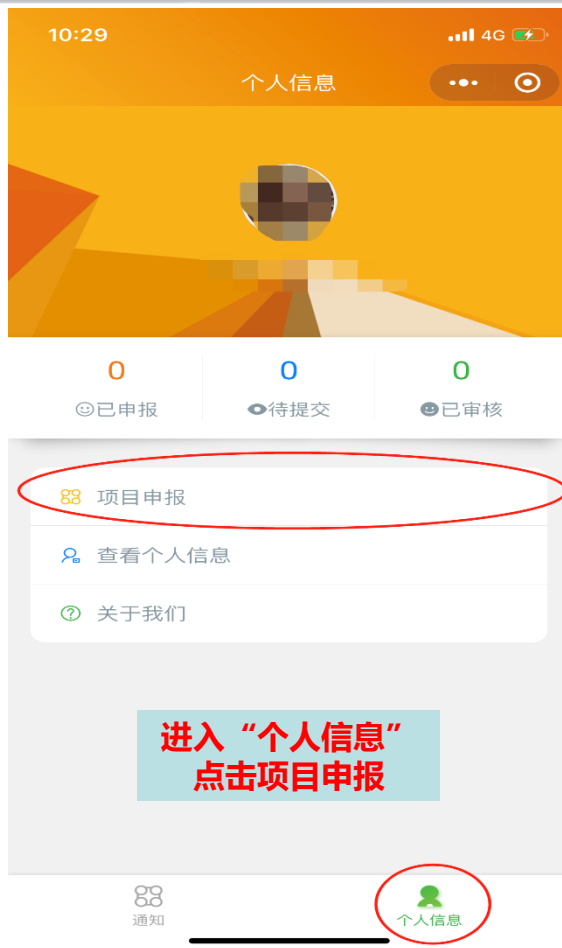 10:29
4G
个人信息
0
0
0
已申报
待提交
已审核
项目申报
查看个人信息
关于我们
进入“个人信息”
点击项目申报
通知
个人信息